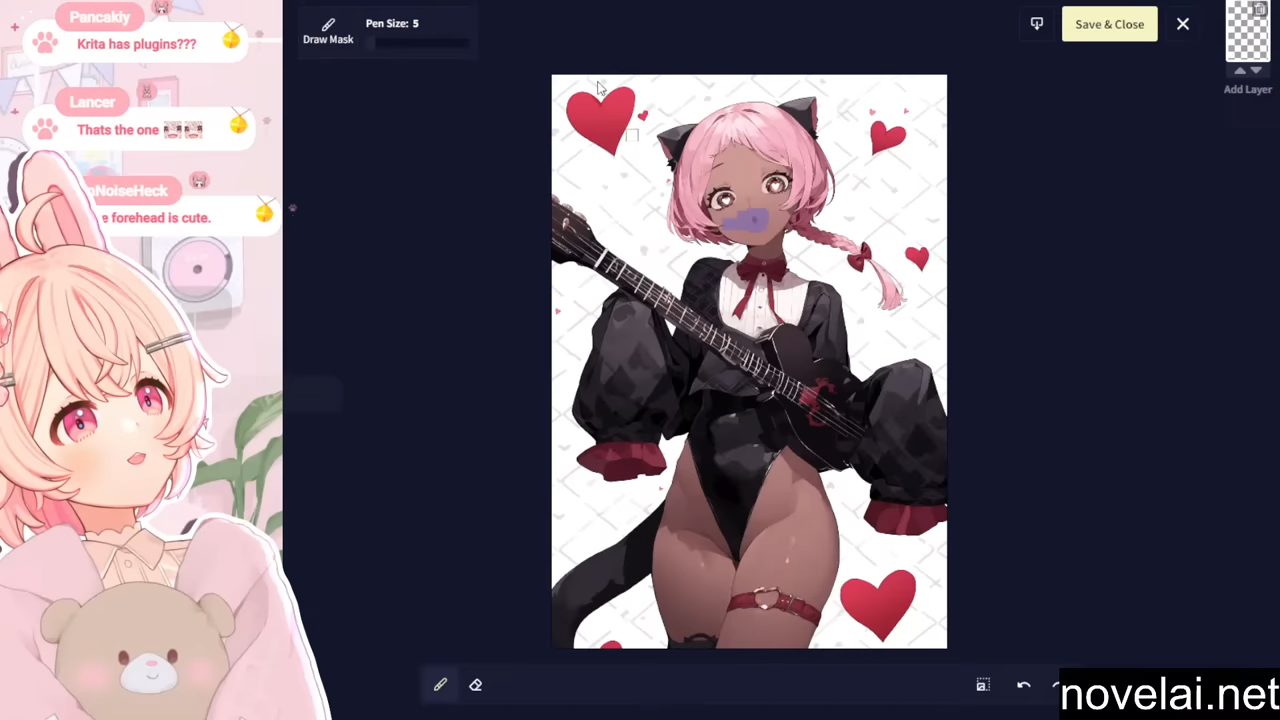 Pancakiy
Krita has plugins???
Lancer
Thats the one
NoiseHeck
e forehead is cute.
Draw Mask
Pen Size: 5
Save & Close
Add Layer
novelai.net